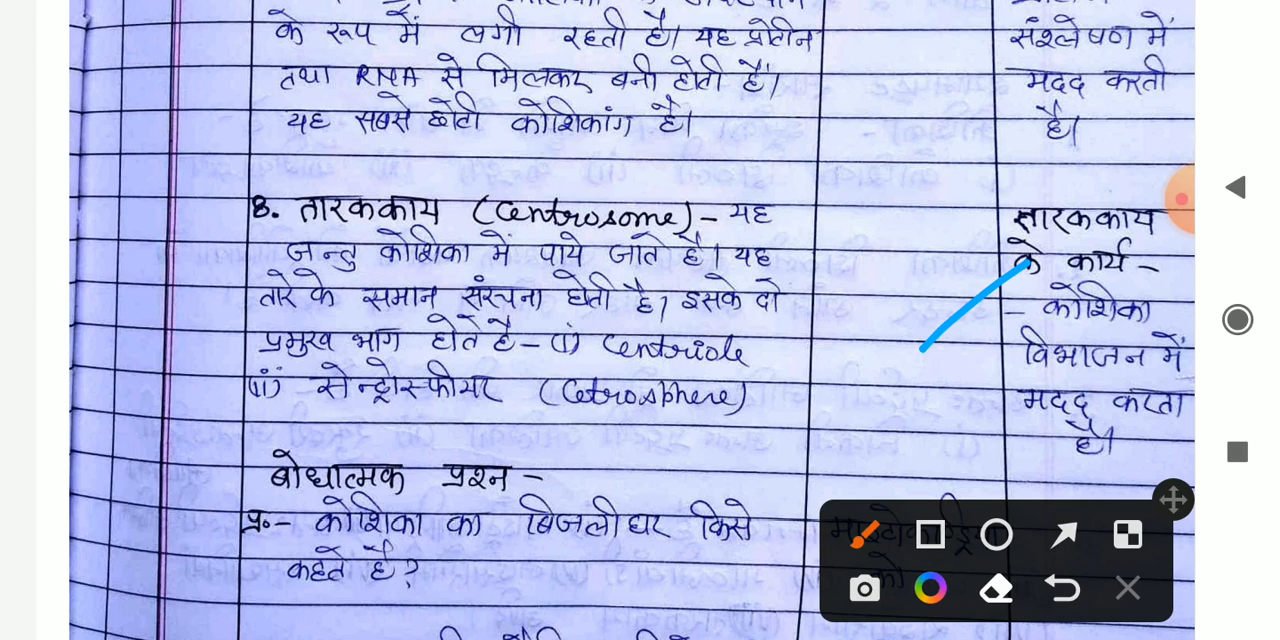 के रूप में लगी रहती है। यह प्रोटीन
तथा RNA से मिलकर बनी होती है।
यह सबसे छोटी कोशिकांग है।
संश्लेषण में
मदद करती
है।
8. तारककाय (Centrosome) - यह
जन्तु कोशिका में पाये जाते है। यह
तारे के समान संरचना होती है। इसके दो
प्रमुख भाग होते है - (i) Centriole
(ii) सेन्ट्रोस्फीयर (Cetrosphere)
तारककाय
के कार्य -
- कोशिका
विभाजन में
मदद करता
है।
बोधात्मक प्रश्न -
प्र. - कोशिका का बिजली घर किसे
कहते हैं ?
को